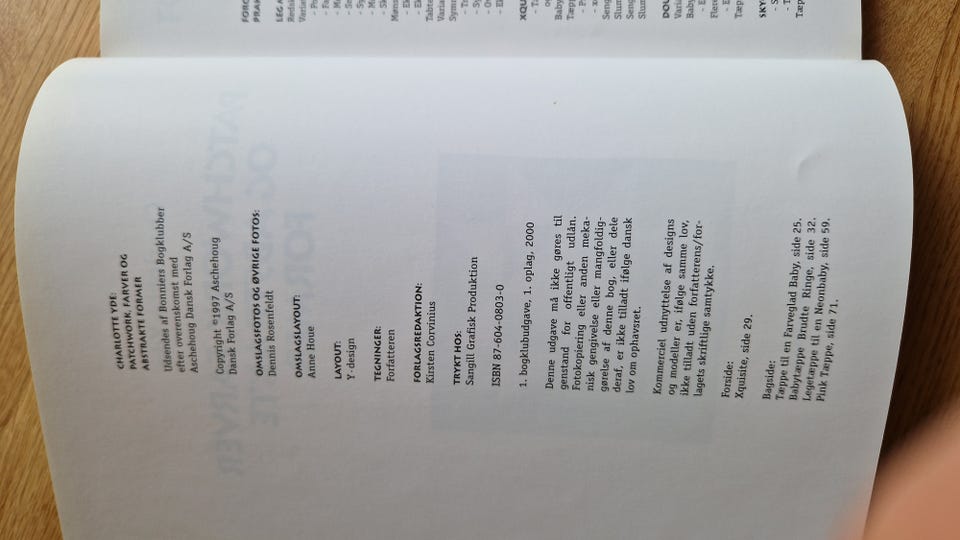 CHARLOTTE YDE:
PATCHWORK, FARVER OG
ABSTRAKTE FORMER
Udsendes af Bonniers Bogklubber
efter overenskomst med
Aschehoug Dansk Forlag A/S
Copyright ©1997 Aschehoug
Dansk Forlag A/S
OMSLAGSFOTOS OG ØVRIGE FOTOS:
Dennis Rosenfeldt
OMSLAGSLAYOUT:
Anne Houe
LAYOUT:
Y-design
TEGNINGER:
Forfatteren
FORLAGSREDAKTION:
Kirsten Corvinius
TRYKT HOS:
Sangill Grafisk Produktion
ISBN 87-604-0803-0
1. bogklubudgave, 1. oplag, 2000
Denne udgave må ikke gøres til
genstand for offentligt udlån.
Fotokopiering eller anden meka-
nisk gengivelse eller mangfoldig-
gørelse af denne bog, eller dele
deraf, er ikke tilladt ifølge dansk
lov om ophavsret.
Kommerciel udnyttelse af designs
og modeller er, ifølge samme lov,
ikke tilladt uden forfatterens/for-
lagets skriftlige samtykke.
Forside:
Xquisite, side 29.
Bagside:
Tæppe til en Farveglad Baby, side 25.
Babytæppe Brudte Ringe, side 32.
Legetæppe til en Neonbaby, side 59.
Pink Tæppe, side 71.